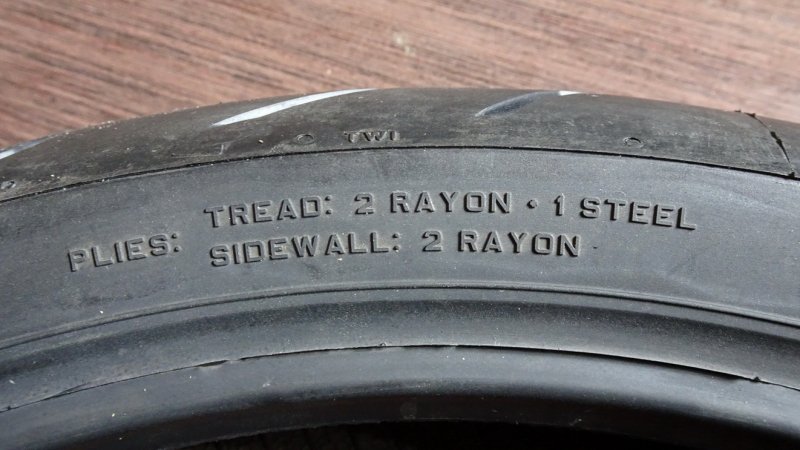 TWI
PLIES:
TREAD: 2 RAYON · 1 STEEL
SIDEWALL: 2 RAYON